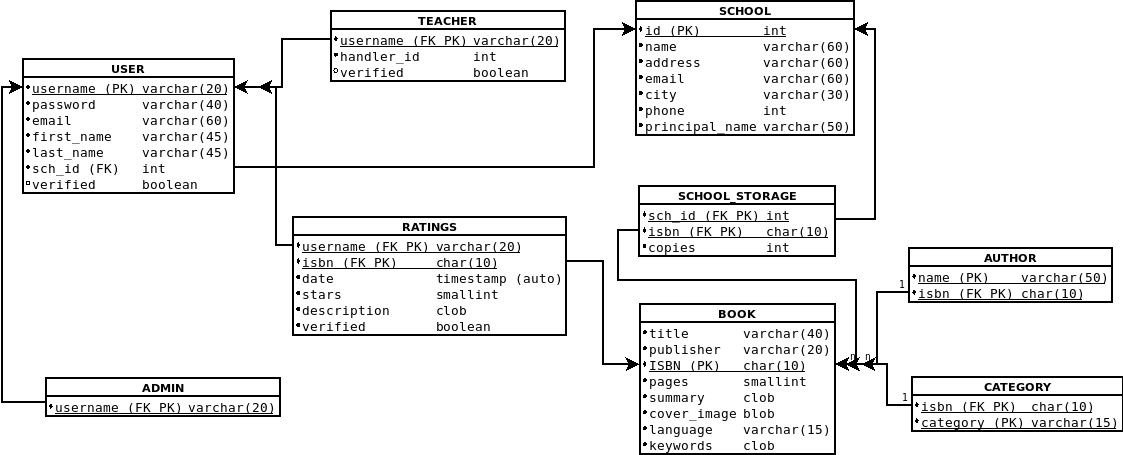 TEACHER
username (FK PK) varchar(20)
handler_id int
verified boolean
SCHOOL
id (PK) int
name varchar(60)
address varchar(60)
email varchar(60)
city varchar(30)
phone int
principal_name varchar(50)
USER
username (PK) varchar(20)
password varchar(40)
email varchar(60)
first_name varchar(45)
last_name varchar(45)
sch_id (FK) int
verified boolean
SCHOOL_STORAGE
sch_id (FK PK) int
isbn (FK PK) char(10)
copies int
RATINGS
username (FK PK) varchar(20)
isbn (FK PK) char(10)
date timestamp (auto)
stars smallint
description clob
verified boolean
AUTHOR
name (PK) varchar(50)
isbn (FK PK) char(10)
1
BOOK
title varchar(40)
publisher varchar(20)
ISBN (PK) char(10)
pages smallint
summary clob
cover_image blob
language varchar(15)
keywords clob
n
n
ADMIN
username (FK PK) varchar(20)
CATEGORY
isbn (FK PK) char(10)
category (PK) varchar(15)
1